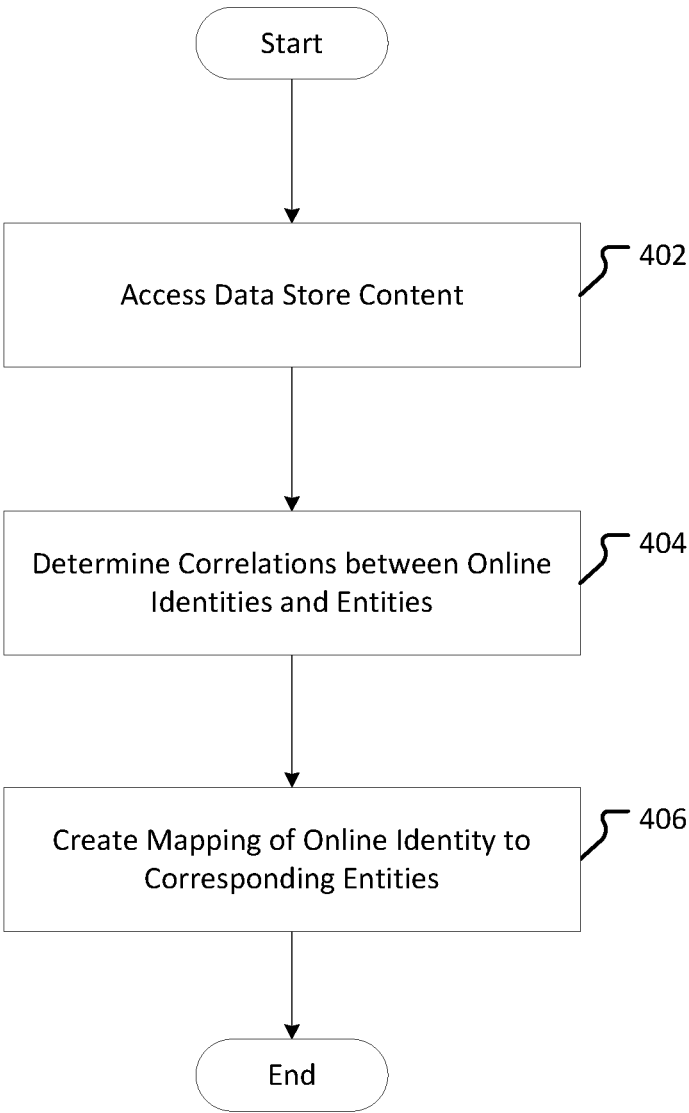 Start
Access Data Store Content
402
Determine Correlations between Online
Identities and Entities
404
Create Mapping of Online Identity to
Corresponding Entities
406
End